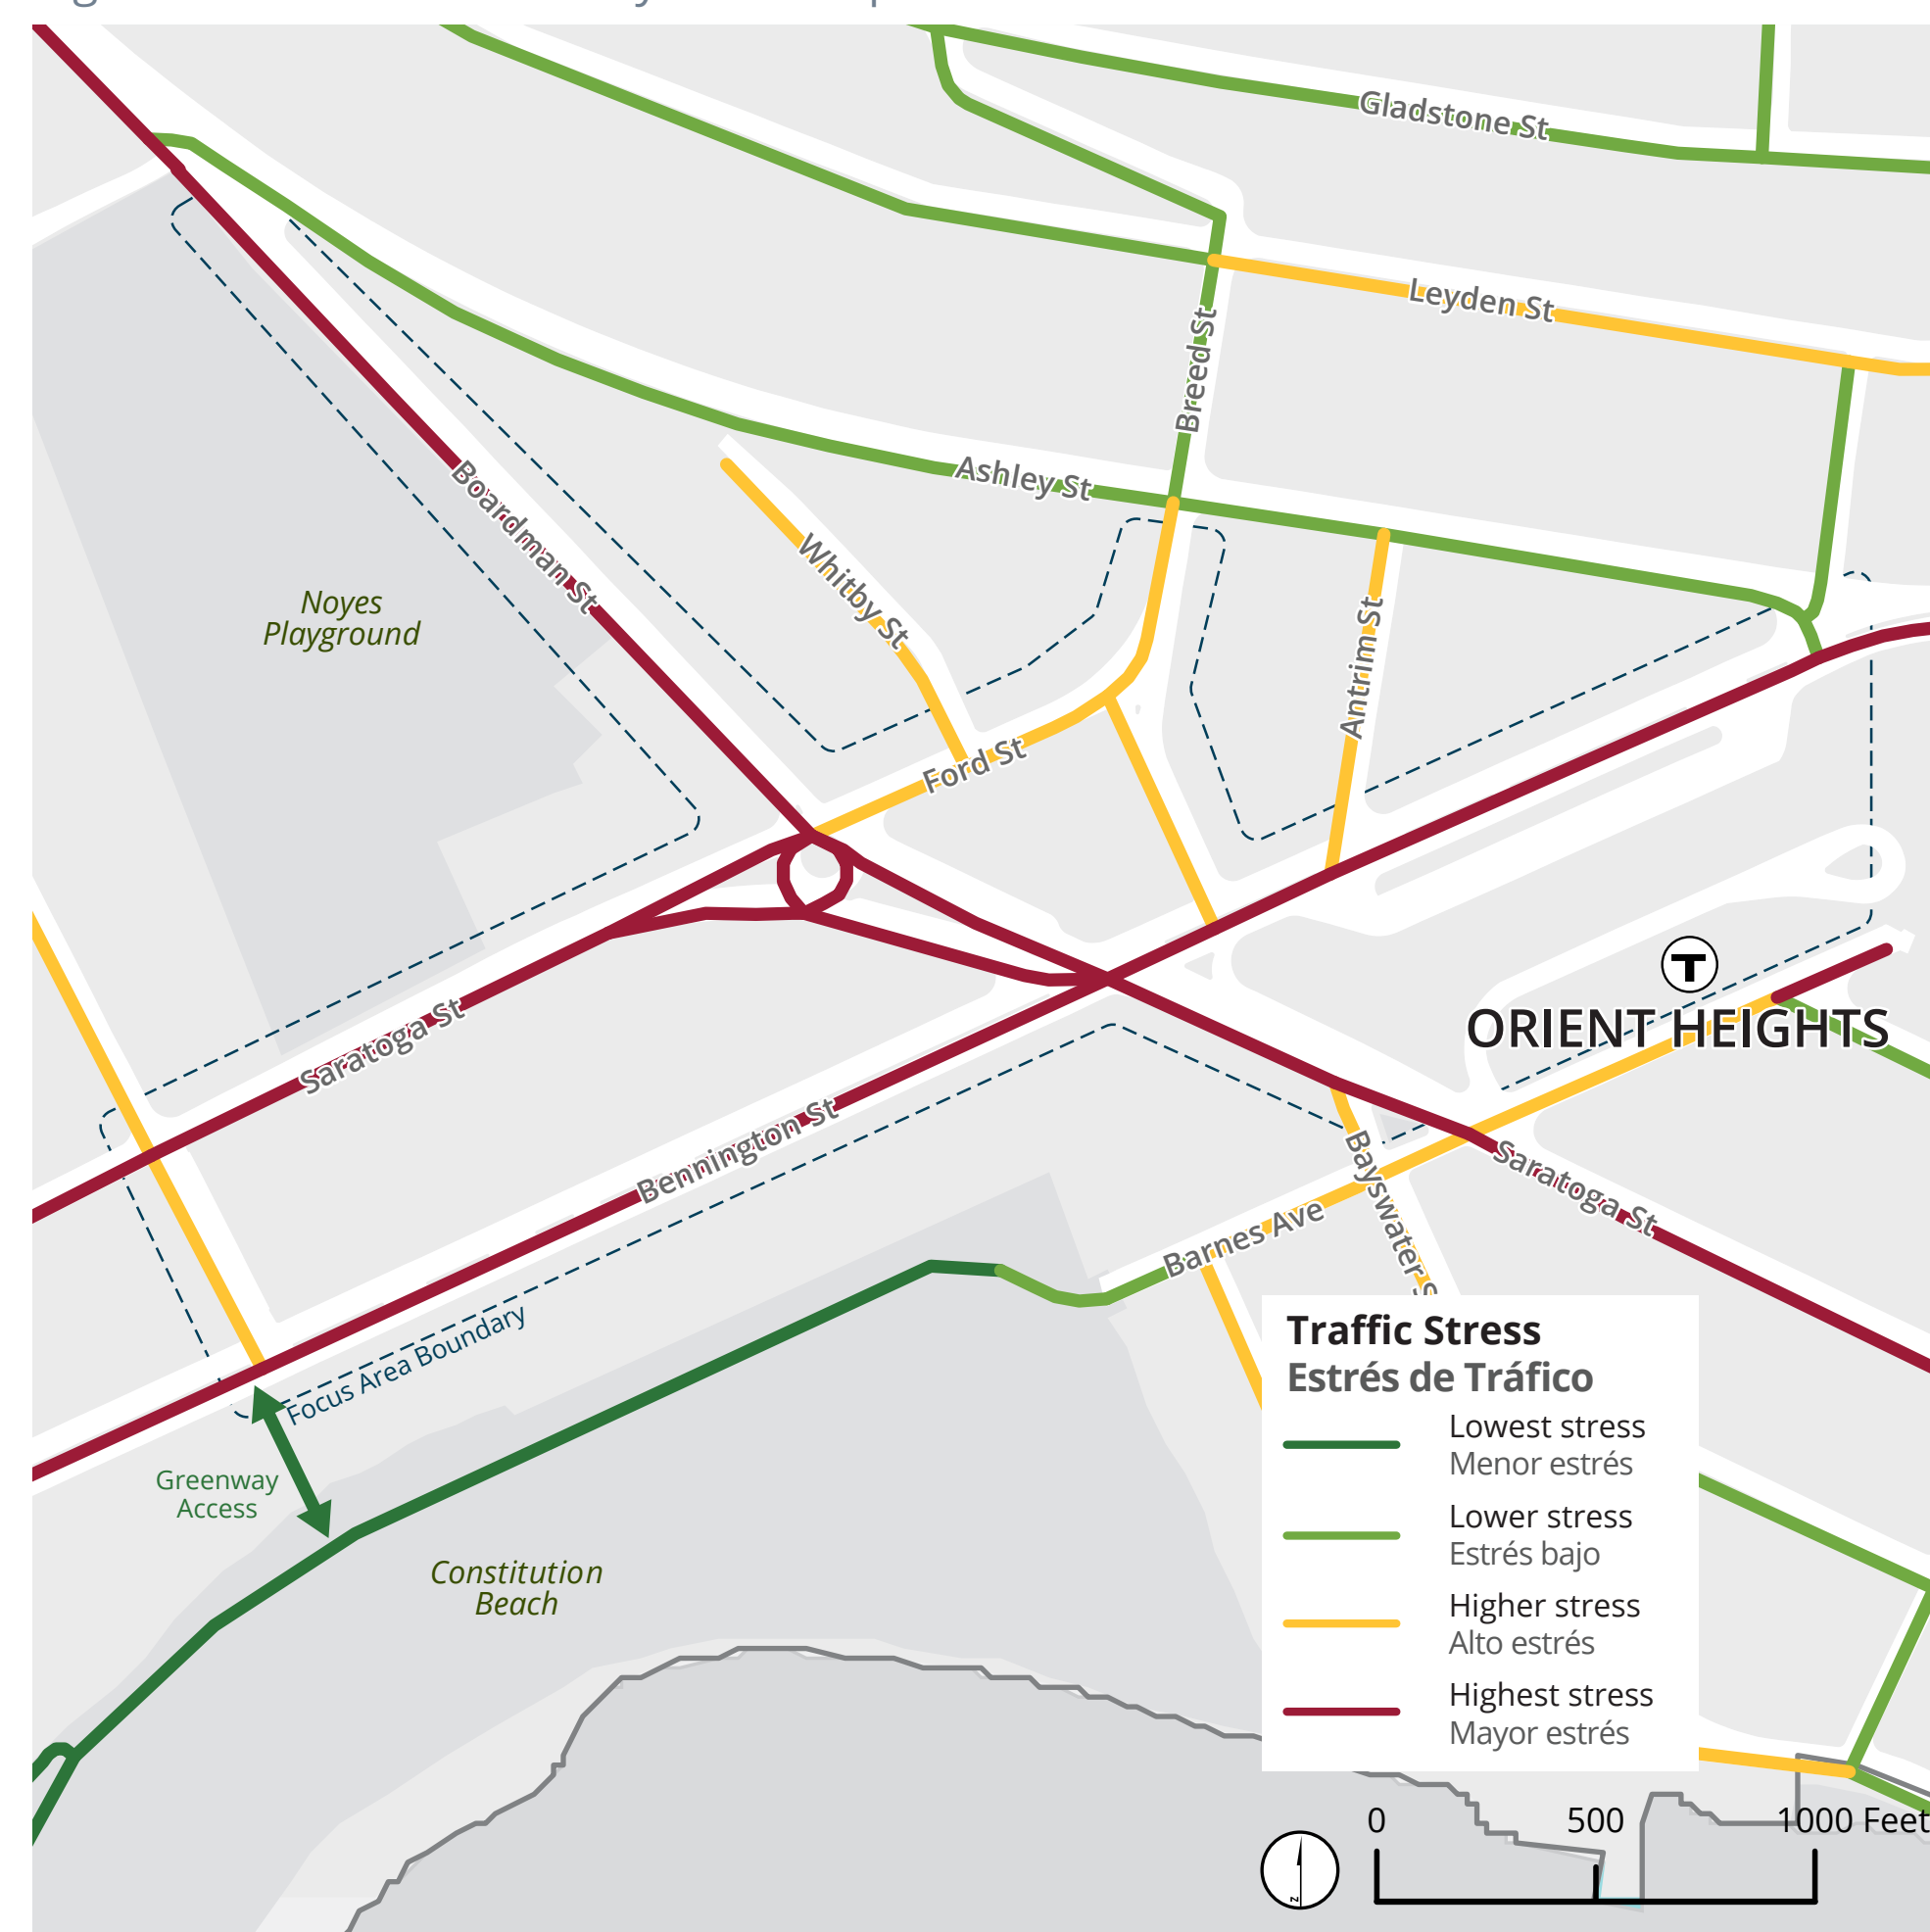 Gladstone St
Leyden St
Breed St
Ashley St
Boardman St
Whitby St
Noyes
Playground
Antrim St
Ford St
T
ORIENT HEIGHTS
Saratoga St
Bennington St
Bayswater S
Saratoga St
Barnes Ave
Focus Area Boundary
Greenway
Access
Constitution
Beach
Traffic Stress
Estrés de Tráfico
Lowest stress
Menor estrés
Lower stress
Estrés bajo
Higher stress
Alto estrés
Highest stress
Mayor estrés
0 500 1000 Feet
z